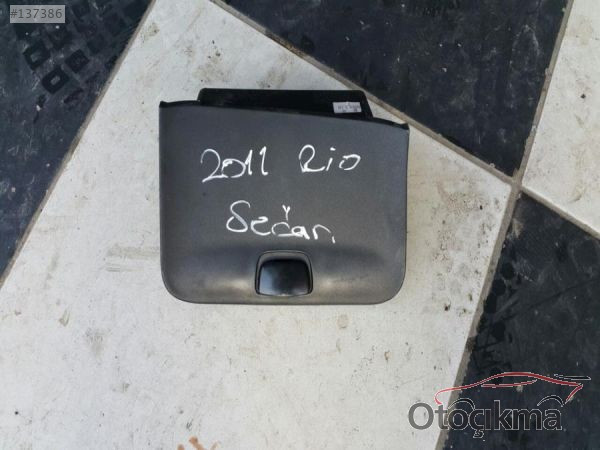 #137386
2011 Rio
Sedan
Otoçıkma